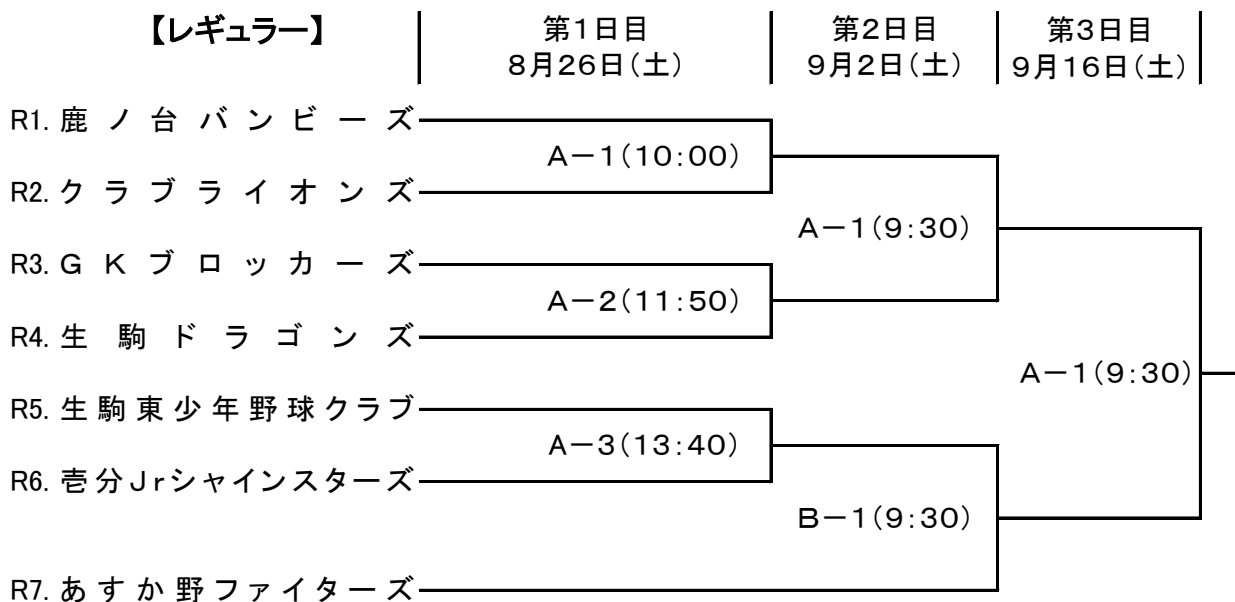 【レギュラー】 第1日目 第2日目 第3日目
8月26日(土) 9月2日(土) 9月16日(土)
R1. 鹿ノ台バンビーズ
A-1(10:00)
R2. クラブライオンズ
A-1(9:30)
R3. GKブロッカーズ
A-2(11:50)
R4. 生駒ドラゴンズ
A-1(9:30)
R5. 生駒東少年野球クラブ
A-3(13:40)
R6. 壱分Jrシャインスターズ
B-1(9:30)
R7. あすか野ファイターズ